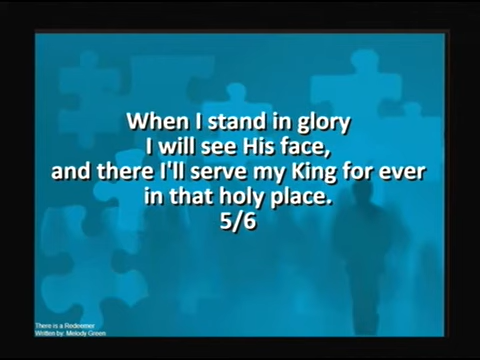 When I stand in glory
I will see His face,
and there I'll serve my King for ever
in that holy place.
5/6
There is a Redeemer
Written by: Melody Green